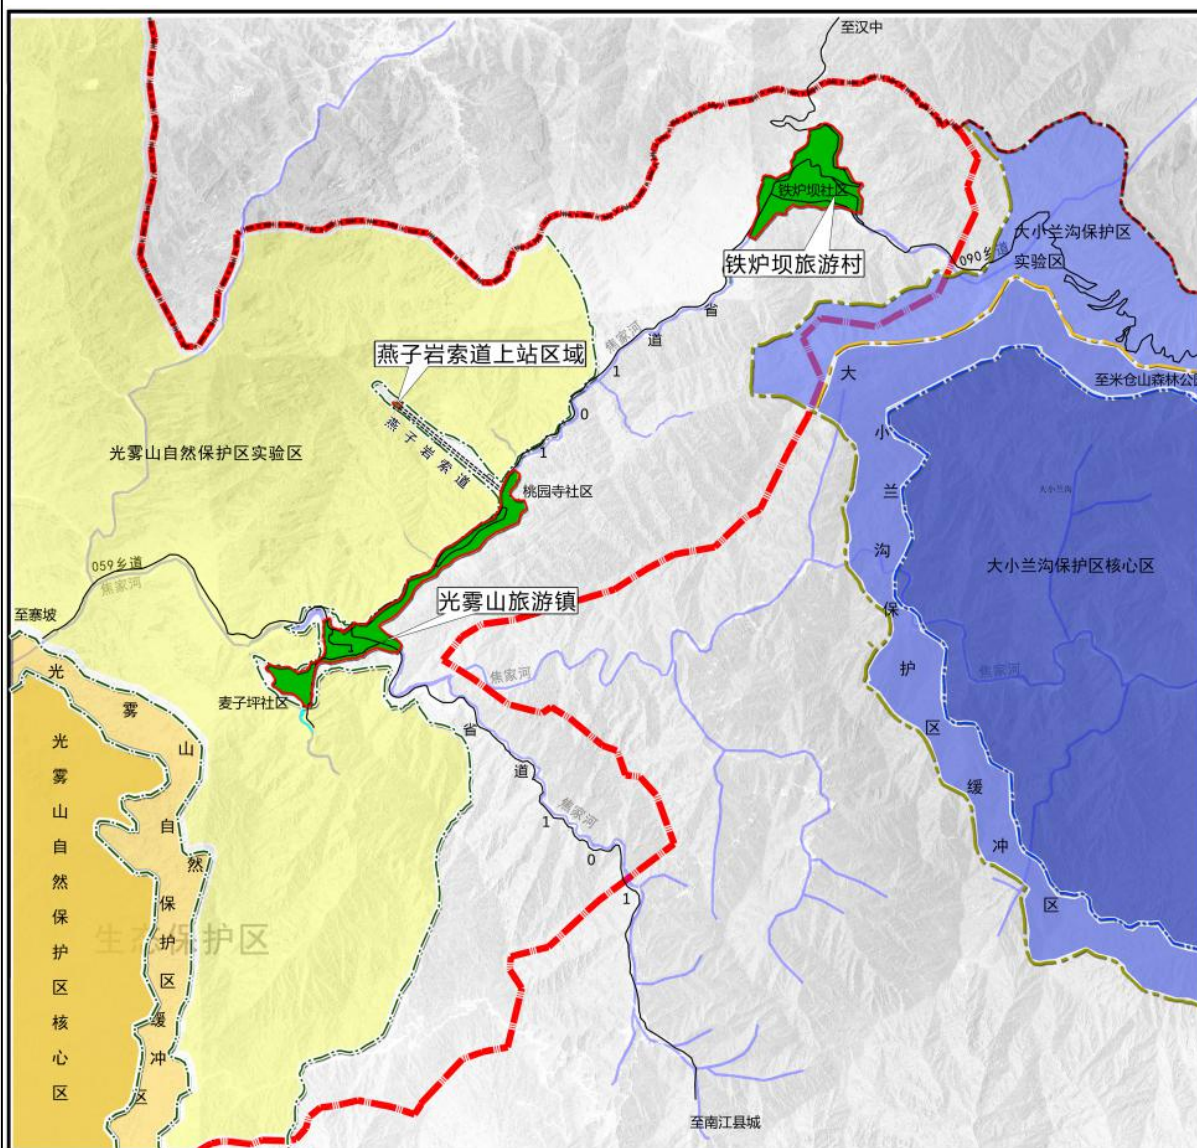 至汉中
铁炉坝社区
铁炉坝旅游村
大小兰沟保护区
实验区
090乡道
省道101
焦家河
燕子岩索道上站区域
燕子岩索道
至米仓山森林公
光雾山自然保护区实验区
桃园寺社区
大小兰沟
大小兰沟保护区核心区
大小兰沟保护区缓冲区
059乡道
焦家河
光雾山旅游镇
至寨坡
焦家河
焦家河
麦子坪社区
光雾山自然保护区缓冲区
光雾山自然保护区核心区
省道101
焦家河
生态保护区
至南江县城